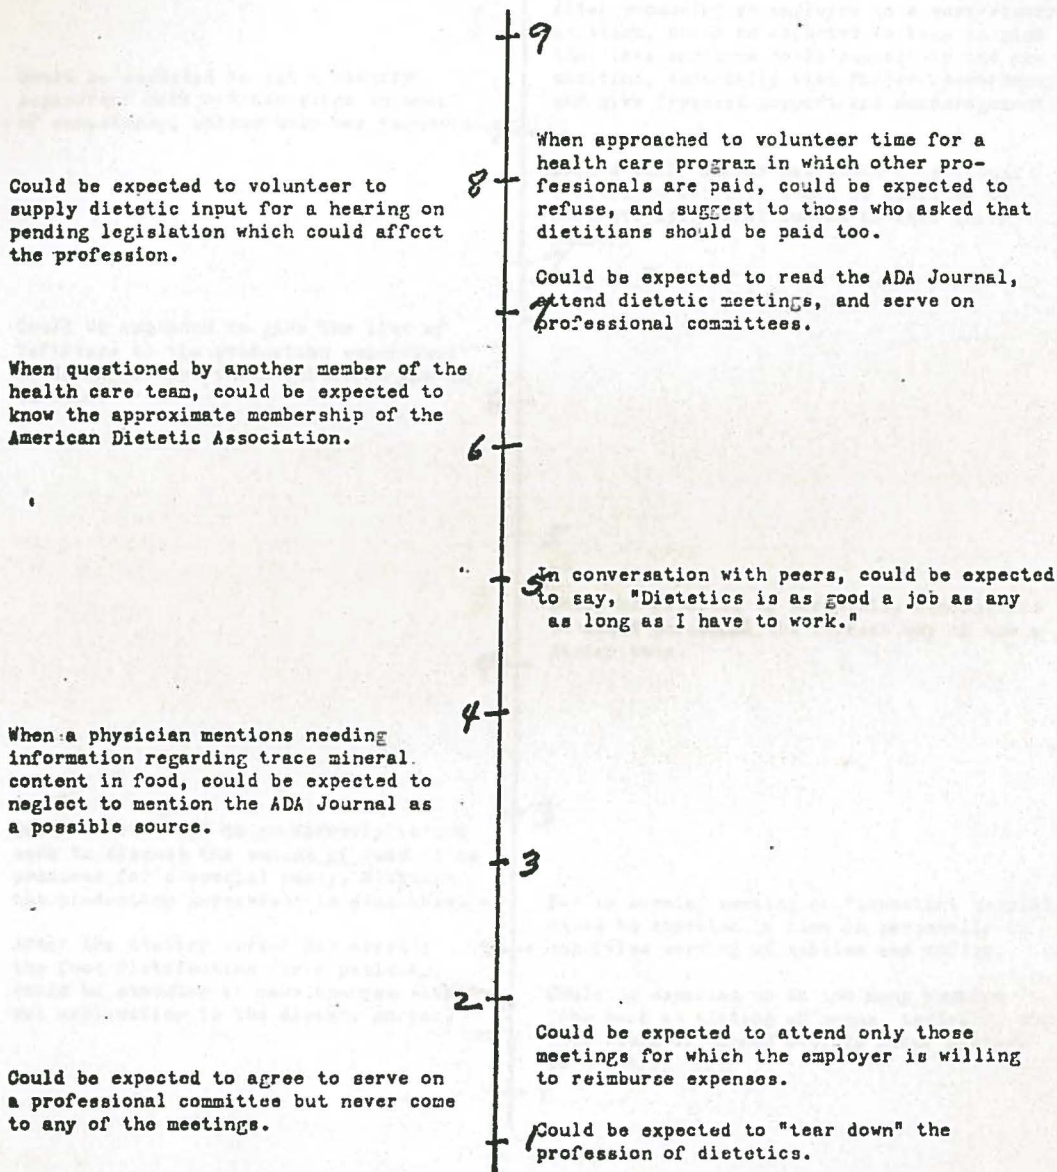 9
When approached to volunteer time for a
health care program in which other pro-
fessionals are paid, could be expected to
refuse, and suggest to those who asked that
dietitians should be paid too.
8
Could be expected to volunteer to
supply dietetic input for a hearing on
pending legislation which could affect
the profession.
Could be expected to read the ADA Journal,
attend dietetic meetings, and serve on
professional committees.
7
When questioned by another member of the
health care team, could be expected to
know the approximate membership of the
American Dietetic Association.
6
5
In conversation with peers, could be expected
to say, "Dietetics is as good a job as any
as long as I have to work."
4
When a physician mentions needing
information regarding trace mineral
content in food, could be expected to
neglect to mention the ADA Journal as
a possible source.
3
2
Could be expected to attend only those
meetings for which the employer is willing
to reimburse expenses.
Could be expected to agree to serve on
a professional committee but never come
to any of the meetings.
1
Could be expected to "tear down" the
profession of dietetics.